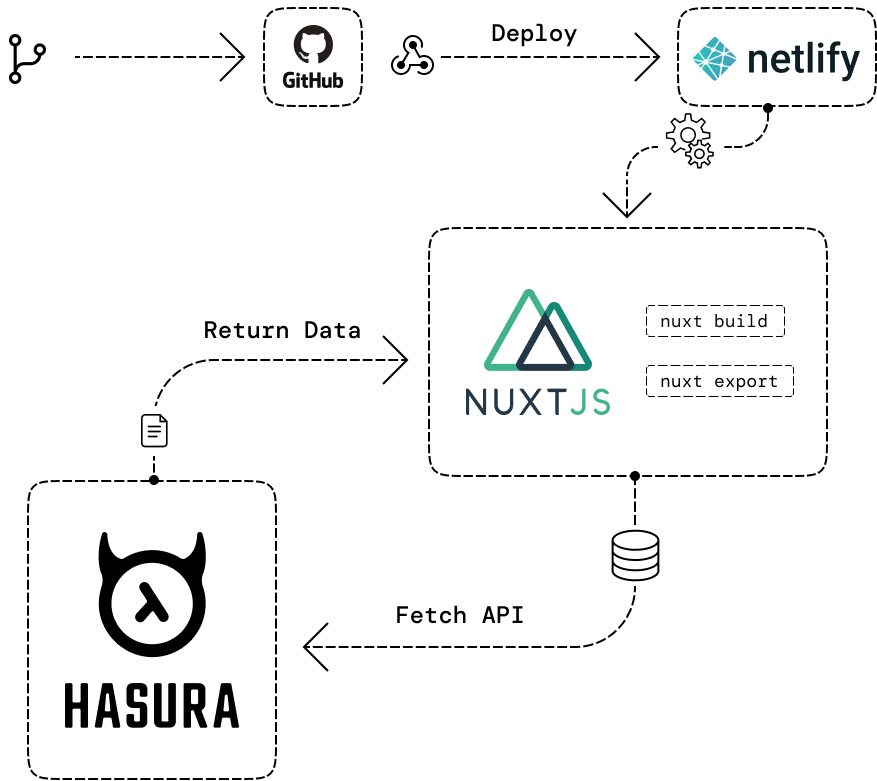 Deploy
GitHub
netlify
Return Data
nuxt build
nuxt export
NUXTJS
Fetch API
HASURA